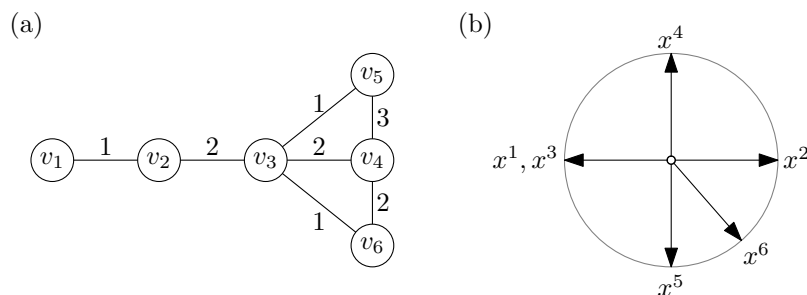 (a)
v₅
1
3
v₁
1
v₂
2
v₃
2
v₄
1
2
v₆
(b)
x⁴
x¹, x³
x²
x⁶
x⁵